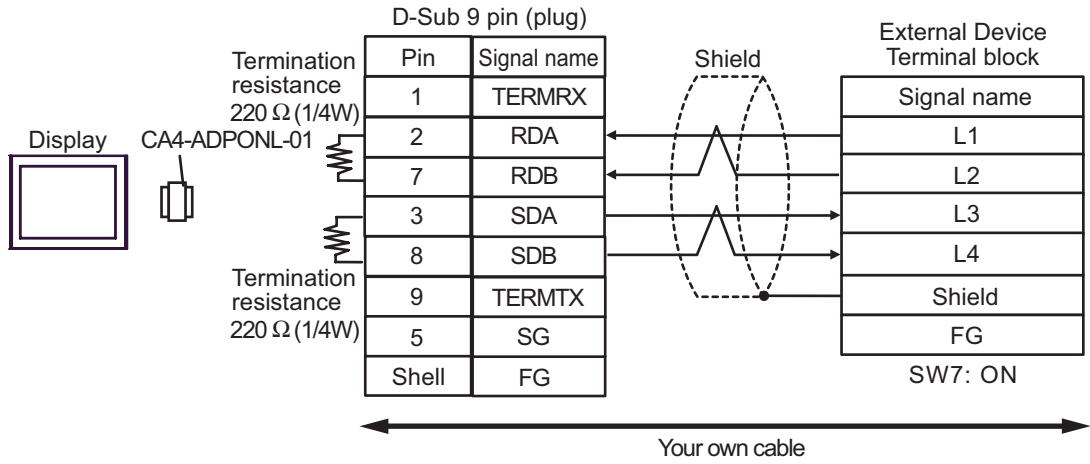 D-Sub 9 pin (plug)
External Device
Terminal block
Termination
resistance
220 Ω (1/4W)
Shield
Display
CA4-ADPONL-01
Pin Signal name
1 TERMRX
2 RDA
7 RDB
3 SDA
8 SDB
9 TERMTX
5 SG
Shell FG
Signal name
L1
L2
L3
L4
Shield
FG
Termination
resistance
220 Ω (1/4W)
SW7: ON
Your own cable